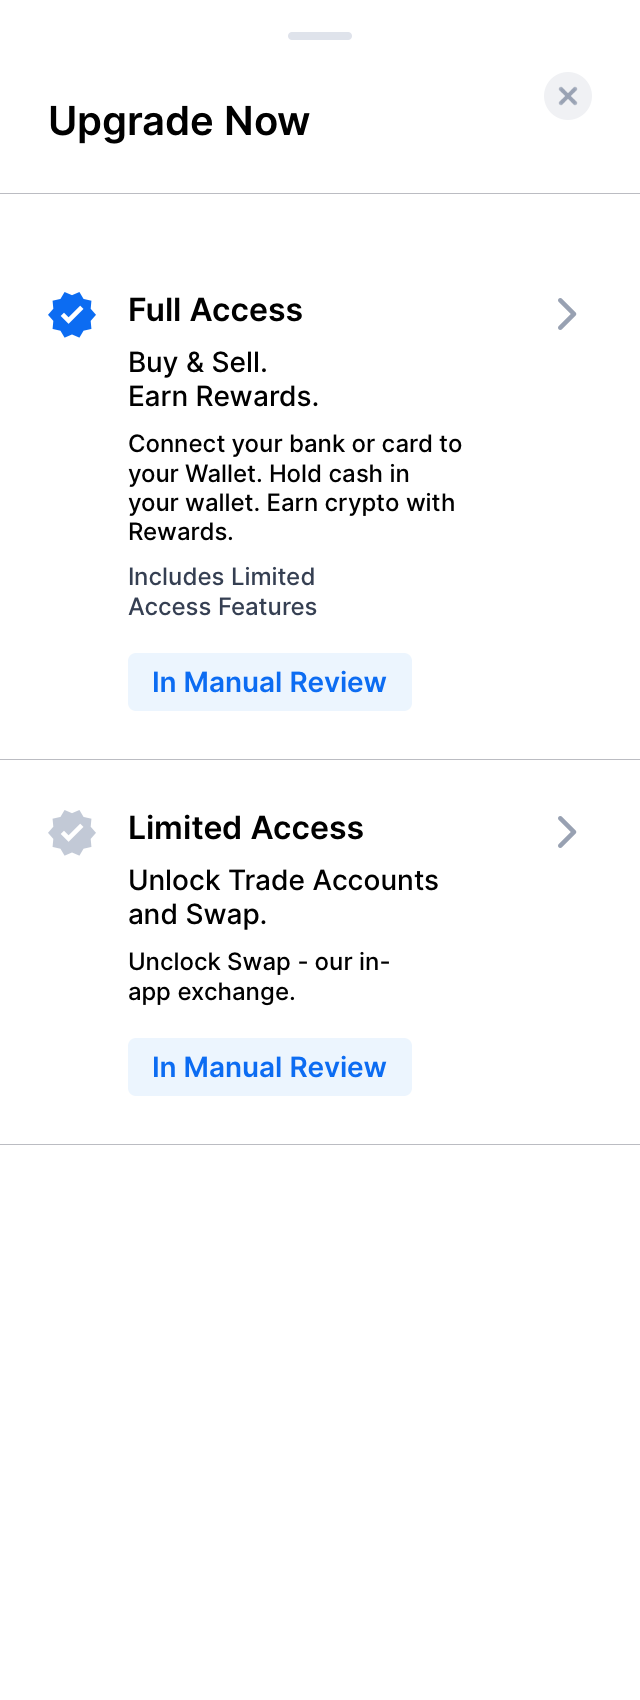 Upgrade Now
Full Access
Buy & Sell.
Earn Rewards.
Connect your bank or card to
your Wallet. Hold cash in
your wallet. Earn crypto with
Rewards.
Includes Limited
Access Features
In Manual Review
Limited Access
Unlock Trade Accounts
and Swap.
Unclock Swap - our in-
app exchange.
In Manual Review